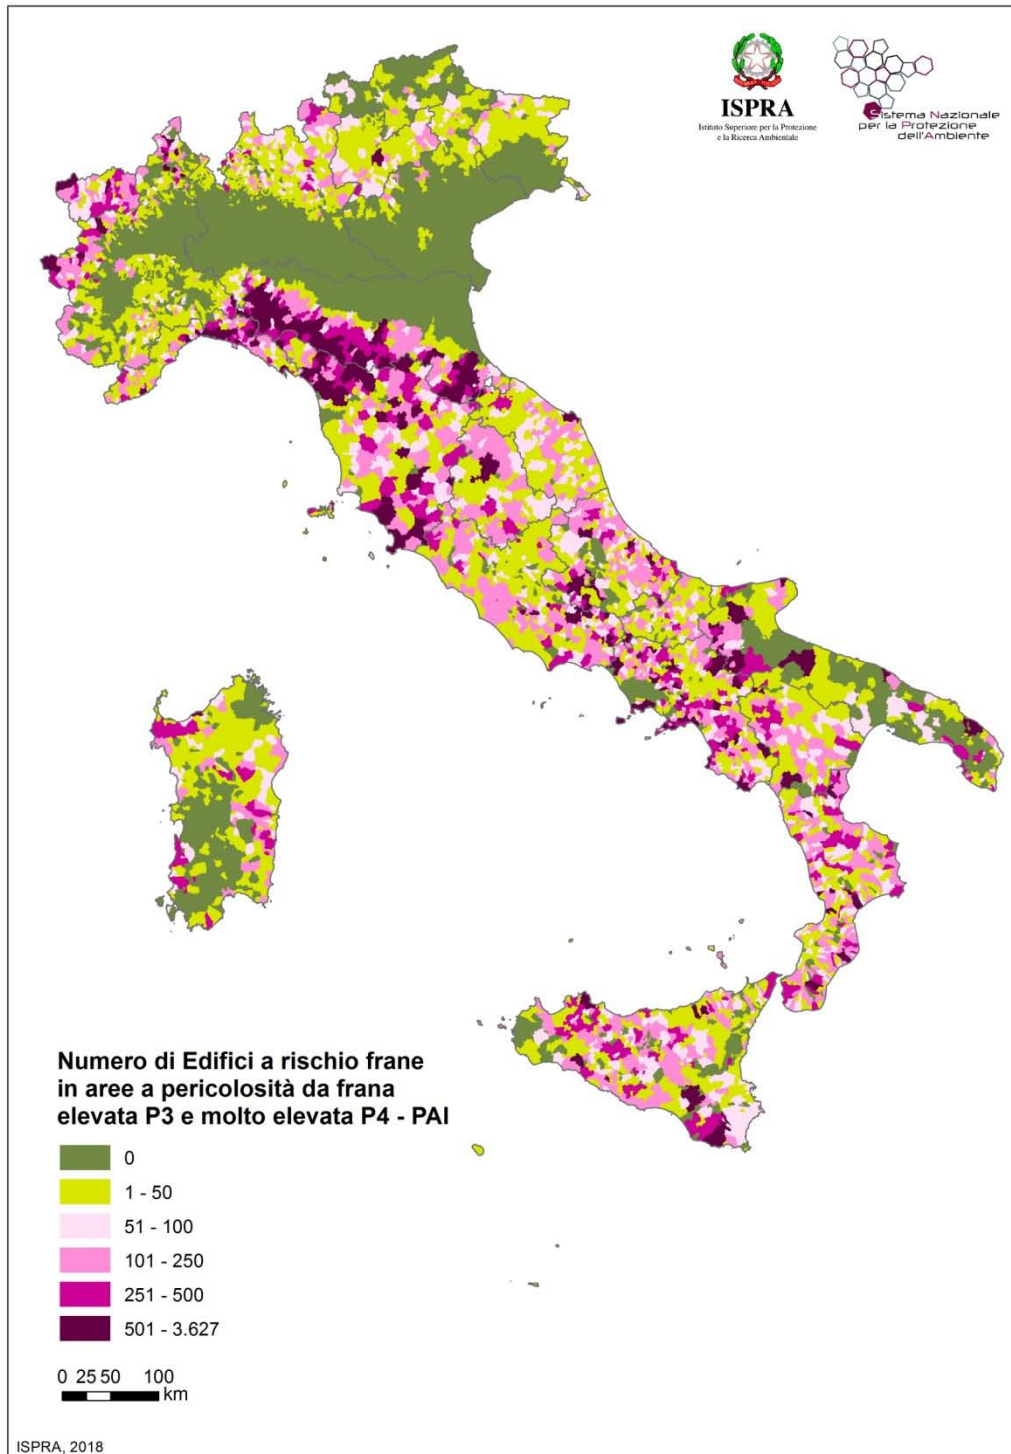 ISPRA
Istituto Superiore per la Protezione
e la Ricerca Ambientale
Sistema Nazionale
per la Protezione
dell'Ambiente
Numero di Edifici a rischio frane
in aree a pericolosità da frana
elevata P3 e molto elevata P4 - PAI
0
1 - 50
51 - 100
101 - 250
251 - 500
501 - 3.627
0 25 50 100
km
ISPRA, 2018